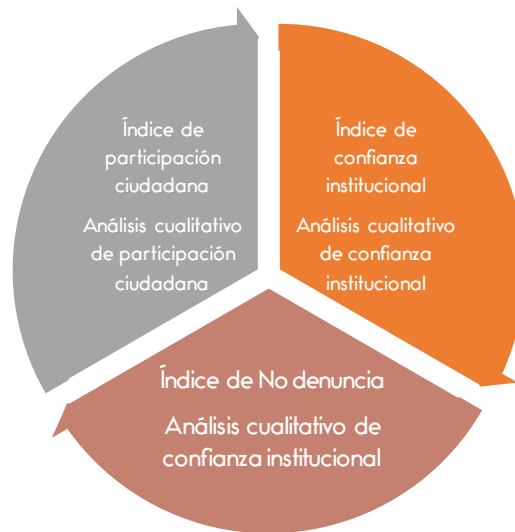 Índice de
participación
ciudadana
Análisis cualitativo
de participación
ciudadana
Índice de
confianza
institucional
Análisis cualitativo
de confianza
institucional
Índice de No denuncia
Análisis cualitativo de
confianza institucional